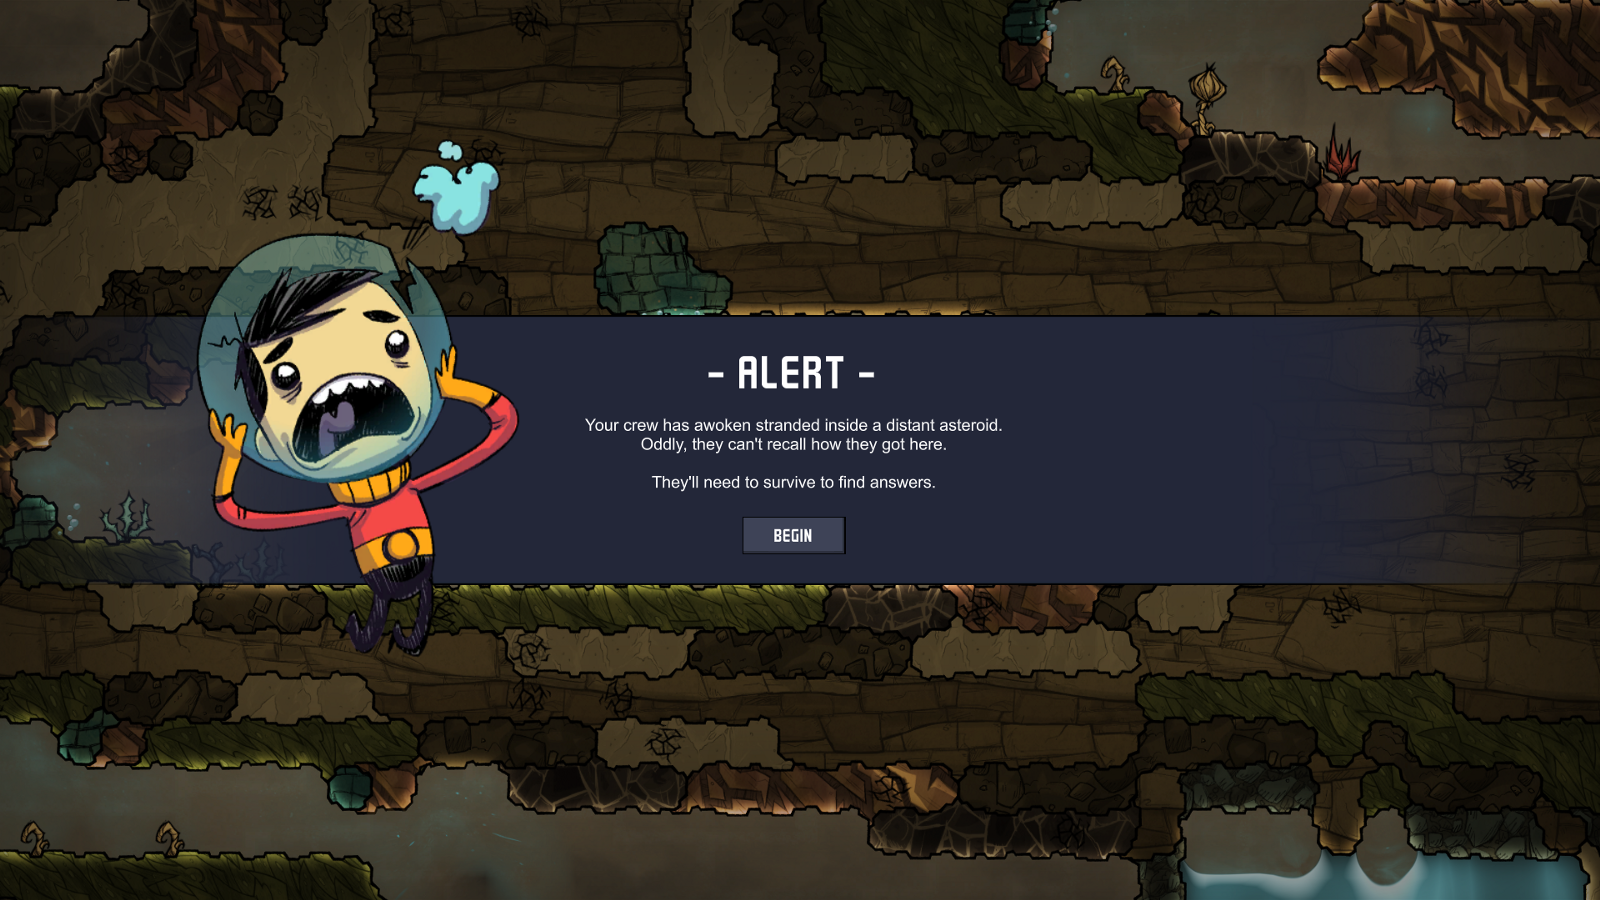 - ALERT -
Your crew has awoken stranded inside a distant asteroid.
Oddly, they can't recall how they got here.
They'll need to survive to find answers.
BEGIN